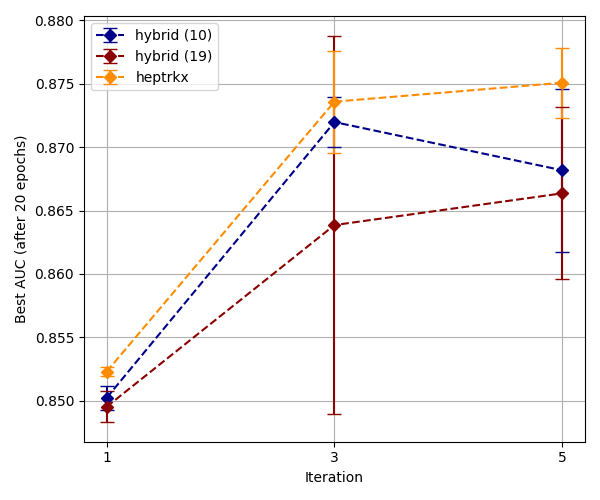 hybrid (10)
hybrid (19)
heptrkx
Best AUC (after 20 epochs)
0.880
0.875
0.870
0.865
0.860
0.855
0.850
1
3
5
Iteration